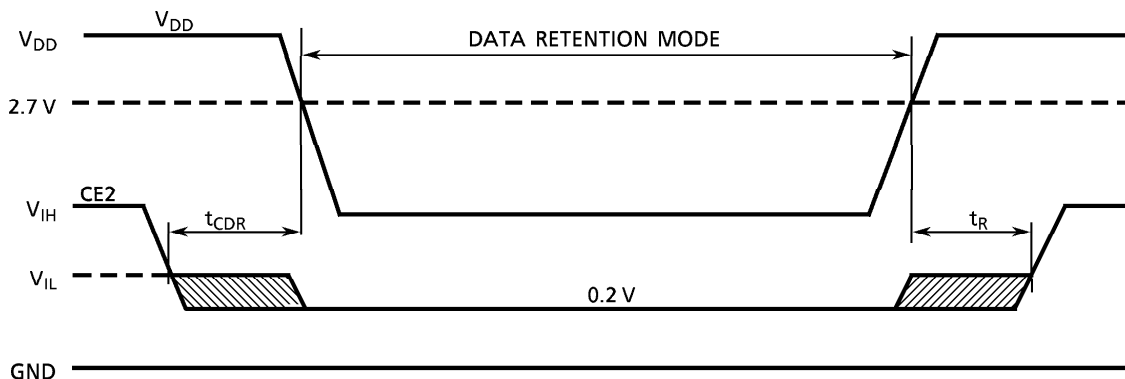 V_DD
V_DD
DATA RETENTION MODE
2.7 V
CE2
V_IH
t_CDR
t_R
V_IL
0.2 V
GND